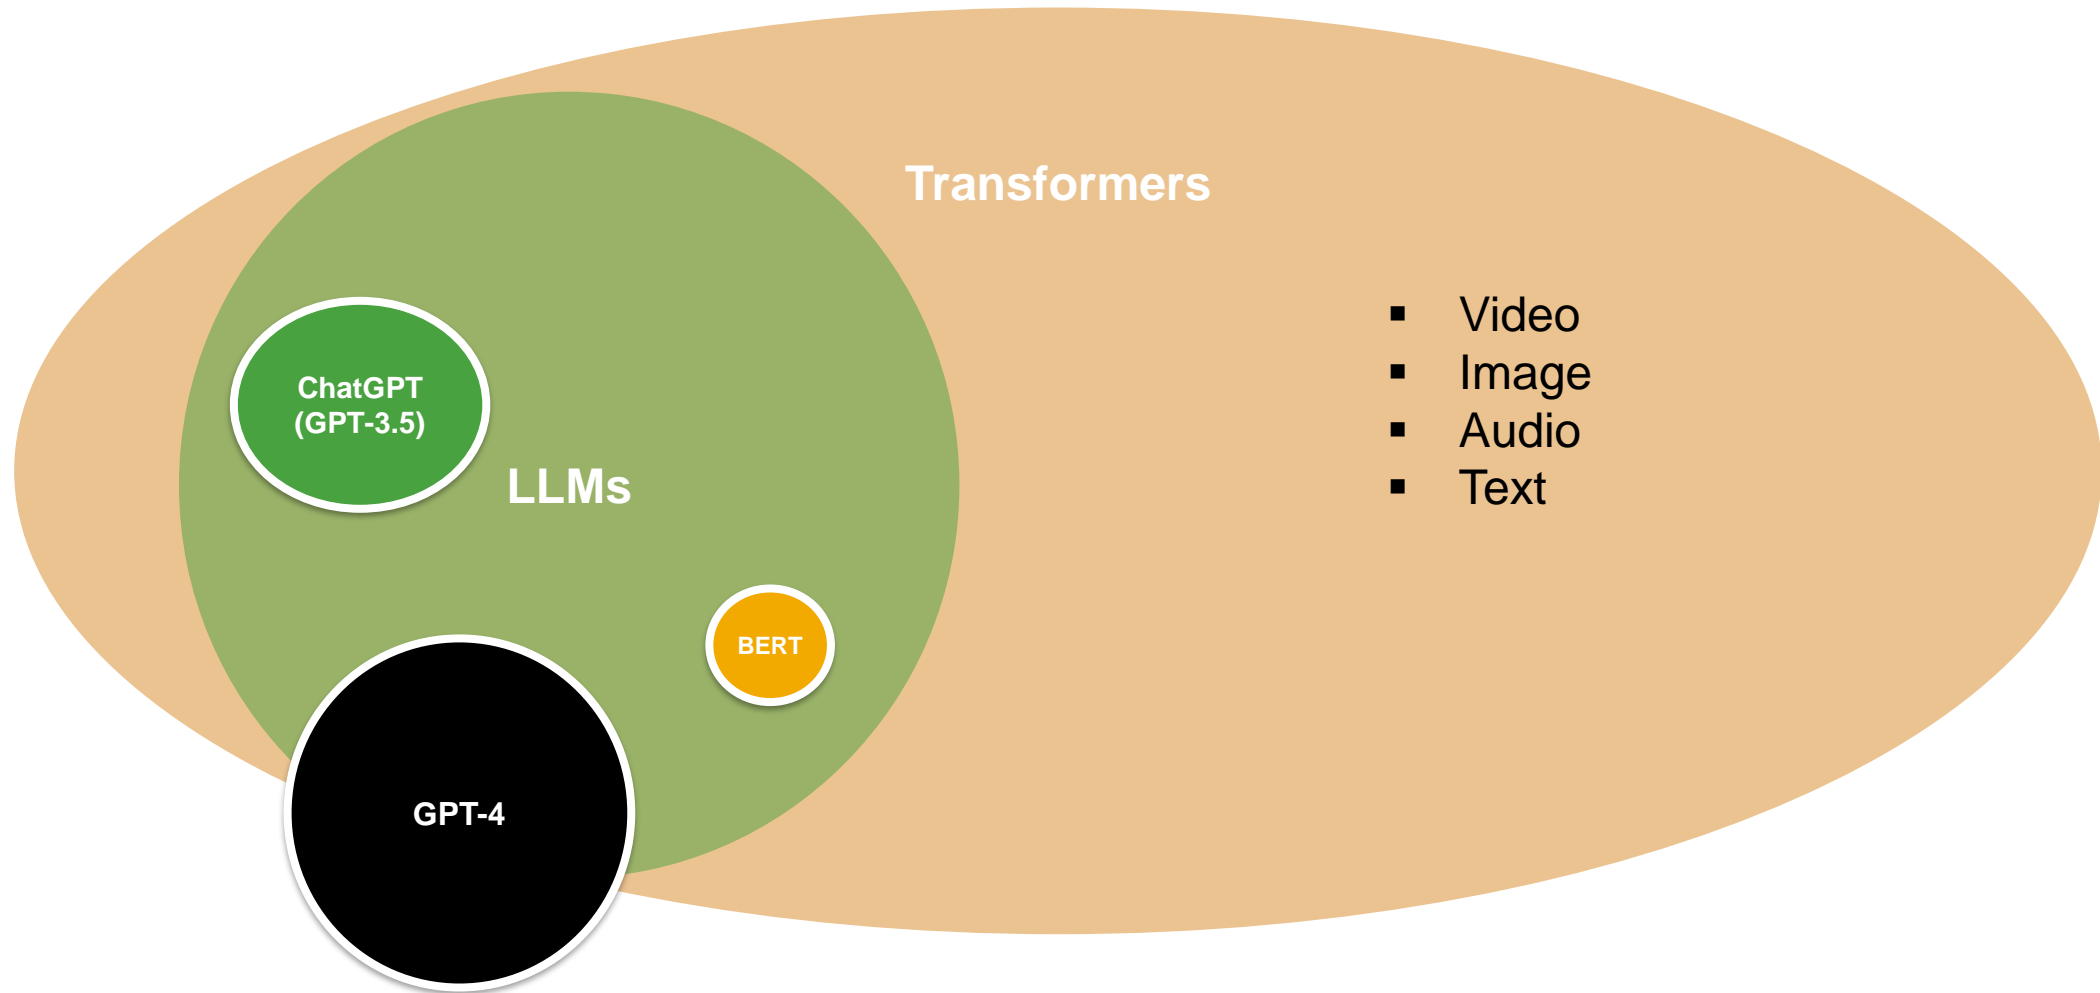 Transformers
▪ Video
▪ Image
▪ Audio
▪ Text
ChatGPT
(GPT-3.5)
LLMs
BERT
GPT-4